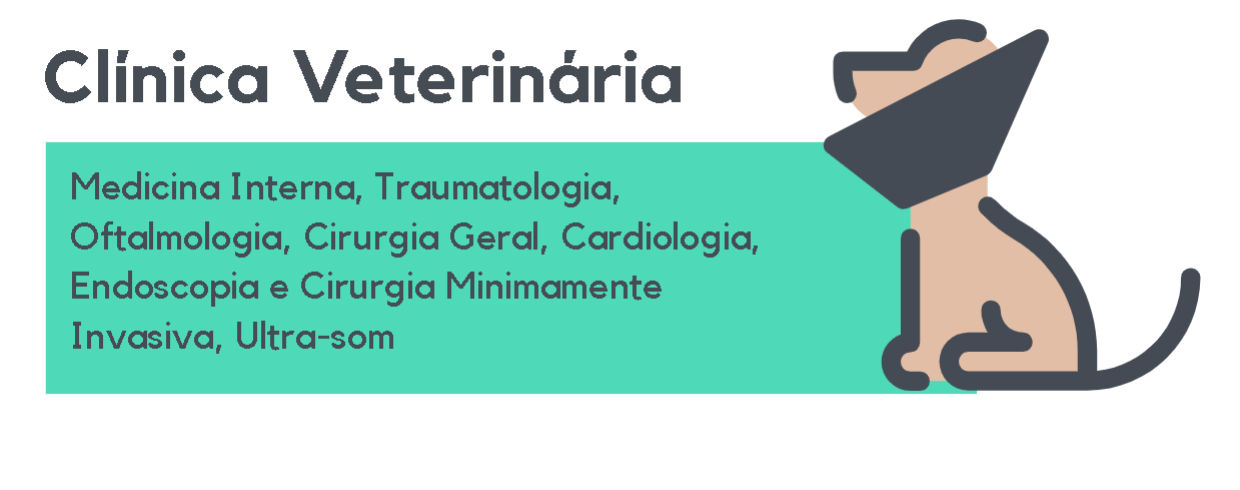 Clínica Veterinária
Medicina Interna, Traumatologia,
Oftalmologia, Cirurgia Geral, Cardiologia,
Endoscopia e Cirurgia Minimamente
Invasiva, Ultra-som